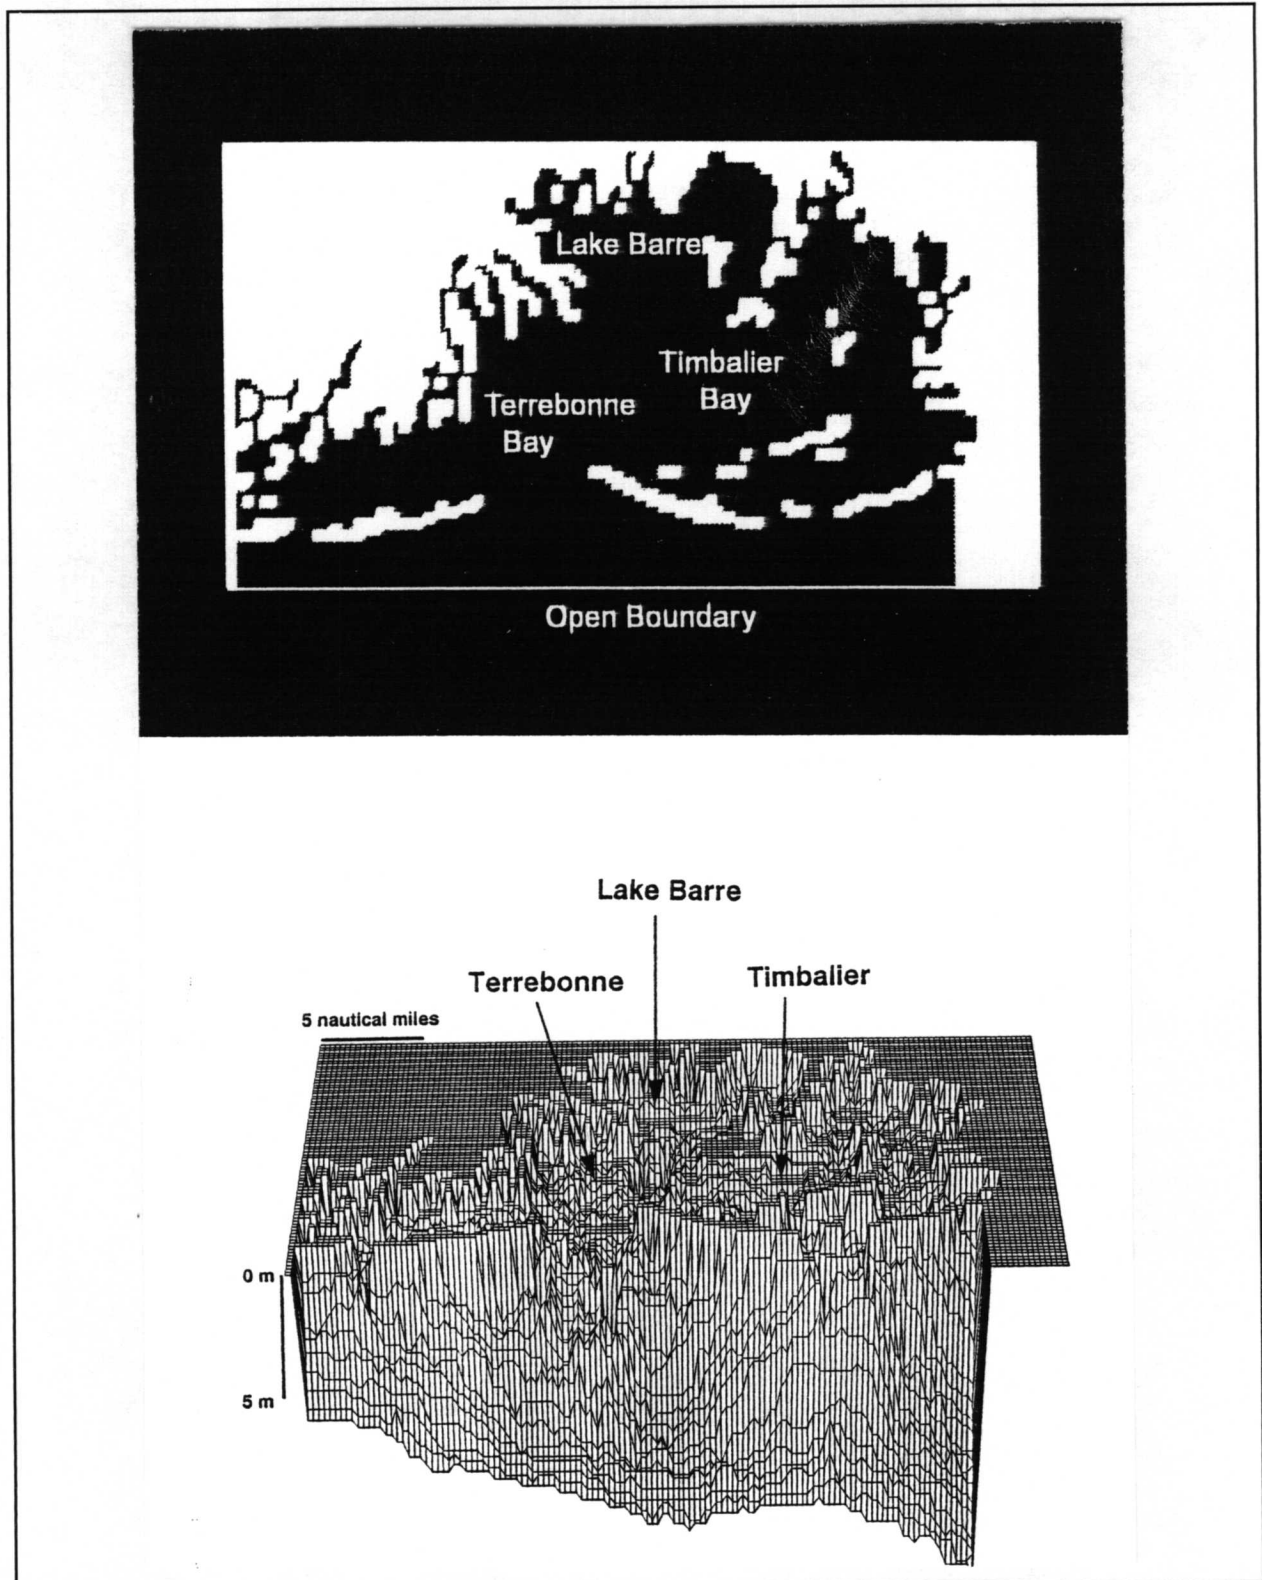 Lake Barre
Timbalier
Bay
Terrebonne
Bay
Open Boundary
Lake Barre
Terrebonne
Timbalier
5 nautical miles
0 m
5 m